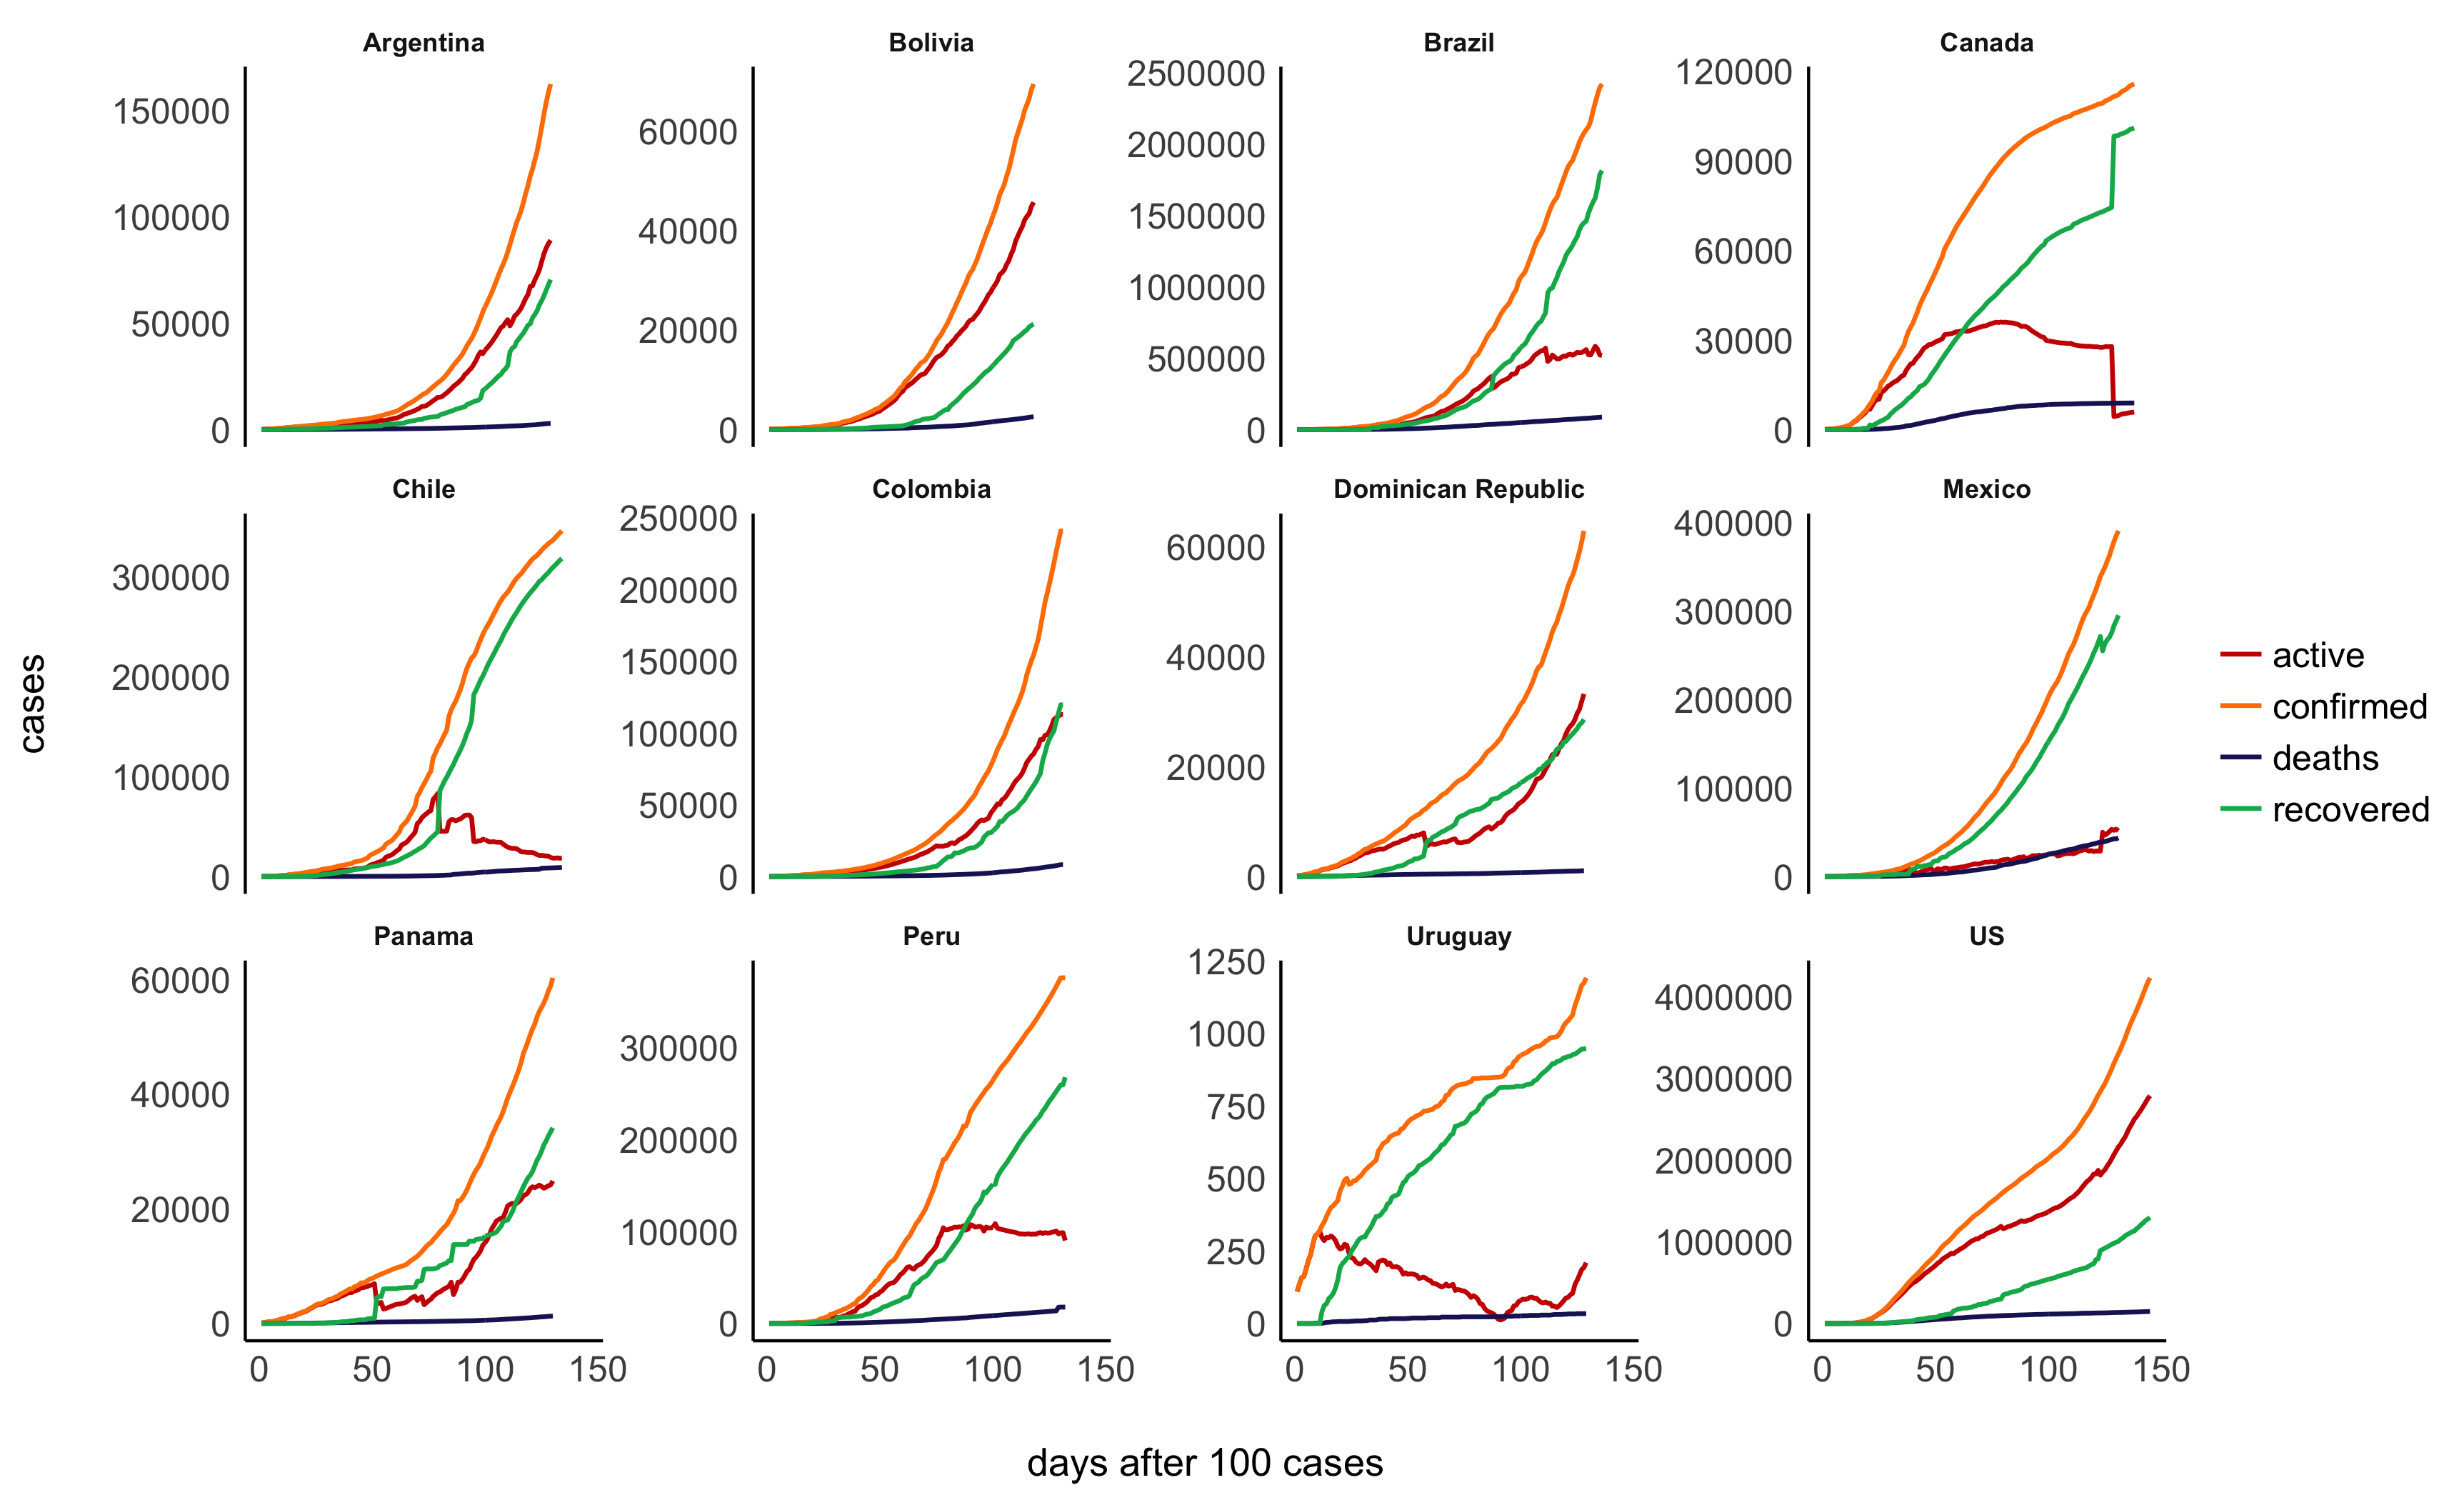 Argentina
Bolivia
Brazil
Canada
150000
100000
50000
0
60000
40000
20000
0
2500000
2000000
1500000
1000000
500000
0
120000
90000
60000
30000
0
Chile
Colombia
Dominican Republic
Mexico
300000
200000
100000
0
250000
200000
150000
100000
50000
0
60000
40000
20000
0
400000
300000
200000
100000
0
Panama
Peru
Uruguay
US
60000
40000
20000
0
300000
200000
100000
0
1250
1000
750
500
250
0
4000000
3000000
2000000
1000000
0
0 50 100 150
0 50 100 150
0 50 100 150
0 50 100 150
cases
days after 100 cases
active
confirmed
deaths
recovered